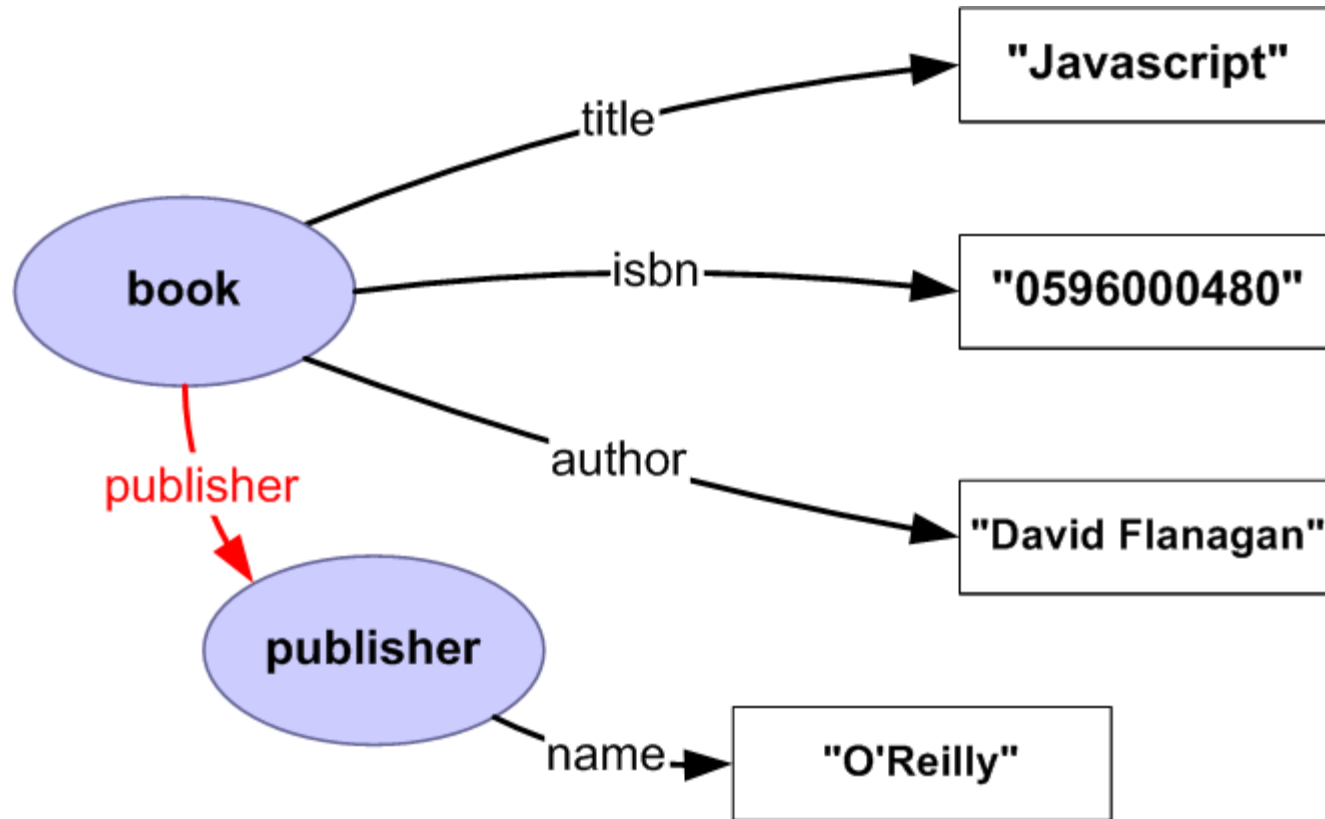 "Javascript"
title
isbn
"0596000480"
book
author
"David Flanagan"
publisher
publisher
name
"O'Reilly"